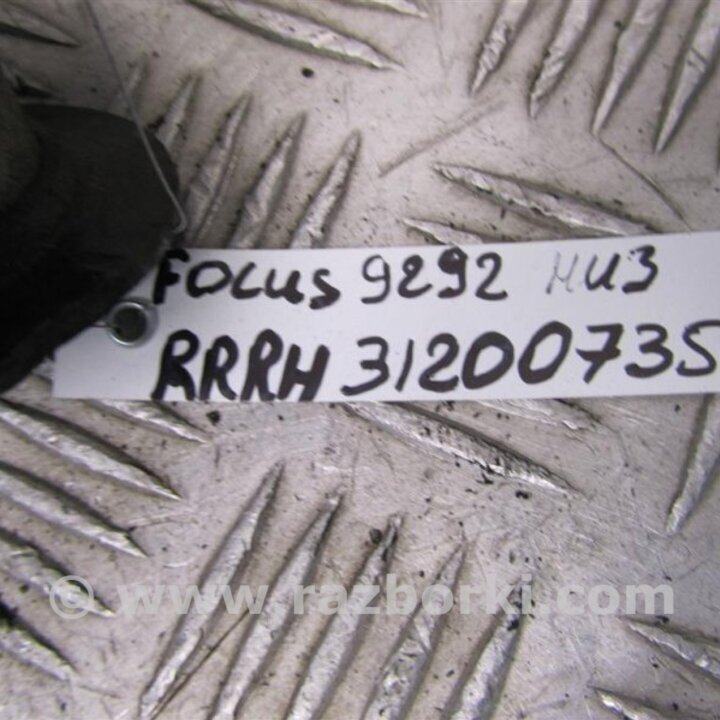 Focus 9292 низ
RRRH 31200735
© www.razborki.com